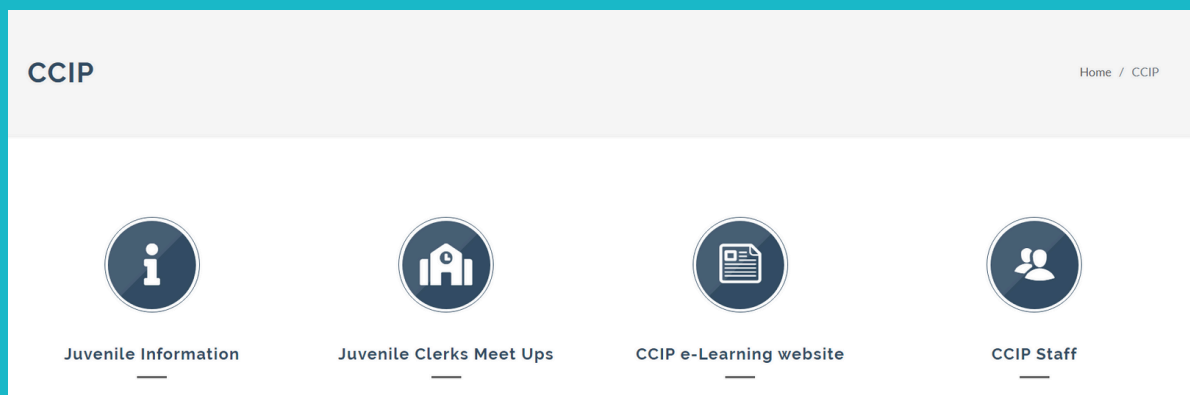 CCIP
Home / CCIP
Juvenile Information
Juvenile Clerks Meet Ups
CCIP e-Learning website
CCIP Staff